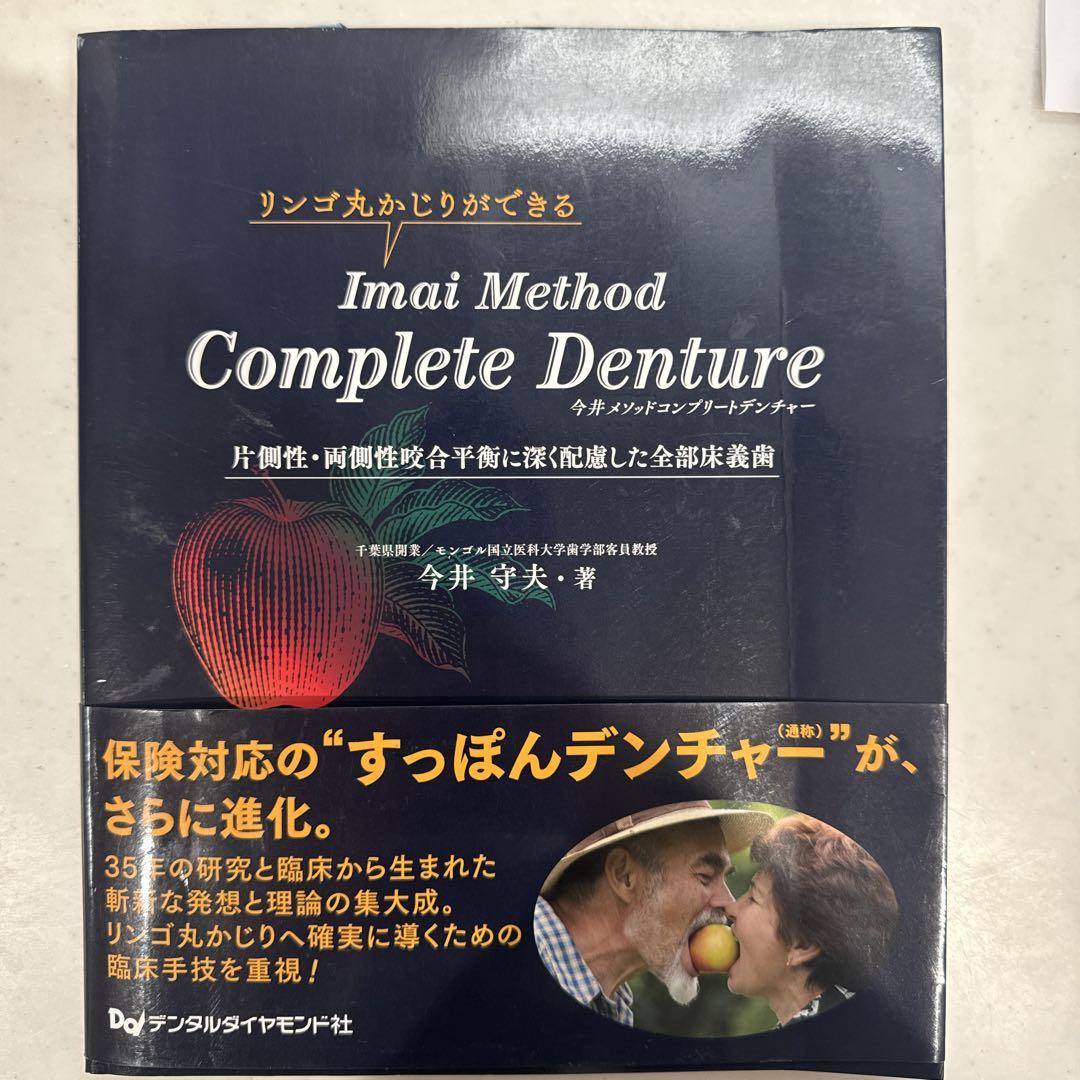 リンゴ丸かじりができる
Imai Method
Complete Denture
今井メソッドコンプリートデンチャー
片側性・両側性咬合平衡に深く配慮した全部床義歯
千葉県開業／モンゴル国立医科大学歯学部客員教授
今井 守夫・著
保険対応の“すっぽんデンチャー（通称）”が、
さらに進化。
35年の研究と臨床から生まれた
斬新な発想と理論の集大成。
リンゴ丸かじりへ確実に導くための
臨床手技を重視！
DD デンタルダイヤモンド社